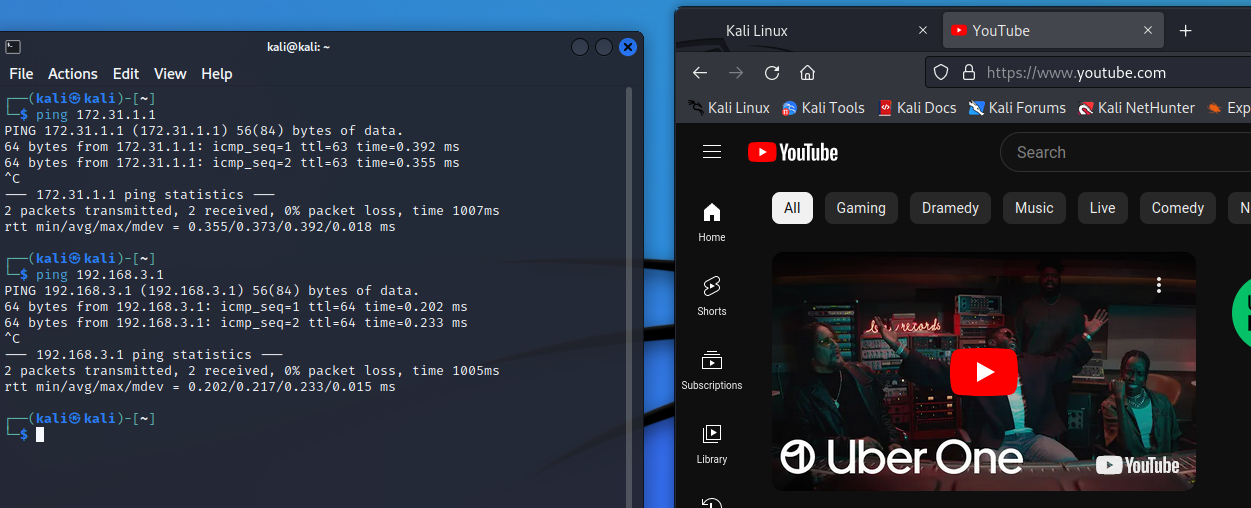 kali@kali: ~
File Actions Edit View Help
┌──(kali㉿kali)-[~]
└─$ ping 172.31.1.1
PING 172.31.1.1 (172.31.1.1) 56(84) bytes of data.
64 bytes from 172.31.1.1: icmp_seq=1 ttl=63 time=0.392 ms
64 bytes from 172.31.1.1: icmp_seq=2 ttl=63 time=0.355 ms
^C
--- 172.31.1.1 ping statistics ---
2 packets transmitted, 2 received, 0% packet loss, time 1007ms
rtt min/avg/max/mdev = 0.355/0.373/0.392/0.018 ms
┌──(kali㉿kali)-[~]
└─$ ping 192.168.3.1
PING 192.168.3.1 (192.168.3.1) 56(84) bytes of data.
64 bytes from 192.168.3.1: icmp_seq=1 ttl=64 time=0.202 ms
64 bytes from 192.168.3.1: icmp_seq=2 ttl=64 time=0.233 ms
^C
--- 192.168.3.1 ping statistics ---
2 packets transmitted, 2 received, 0% packet loss, time 1005ms
rtt min/avg/max/mdev = 0.202/0.217/0.233/0.015 ms
┌──(kali㉿kali)-[~]
└─$
Kali Linux
YouTube
https://www.youtube.com
Kali Linux Kali Tools Kali Docs Kali Forums Kali NetHunter Exp
YouTube
Search
All Gaming Dramedy Music Live Comedy N
Home
Shorts
Subscriptions
Library
records
Uber One
YouTube